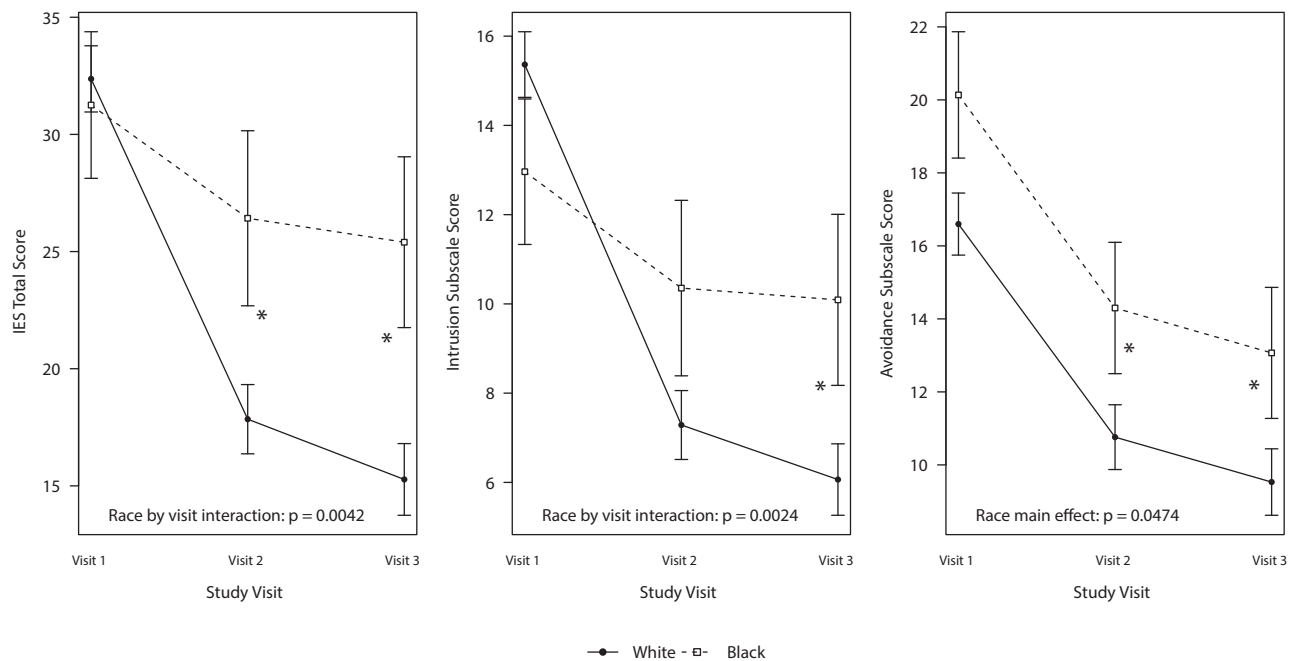 IES Total Score
35
30
25
20
15
*
*
Race by visit interaction: p = 0.0042
Visit 1 Visit 2 Visit 3
Study Visit
Intrusion Subscale Score
16
14
12
10
8
6
*
Race by visit interaction: p = 0.0024
Visit 1 Visit 2 Visit 3
Study Visit
Avoidance Subscale Score
22
20
18
16
14
12
10
*
*
Race main effect: p = 0.0474
Visit 1 Visit 2 Visit 3
Study Visit
White Black